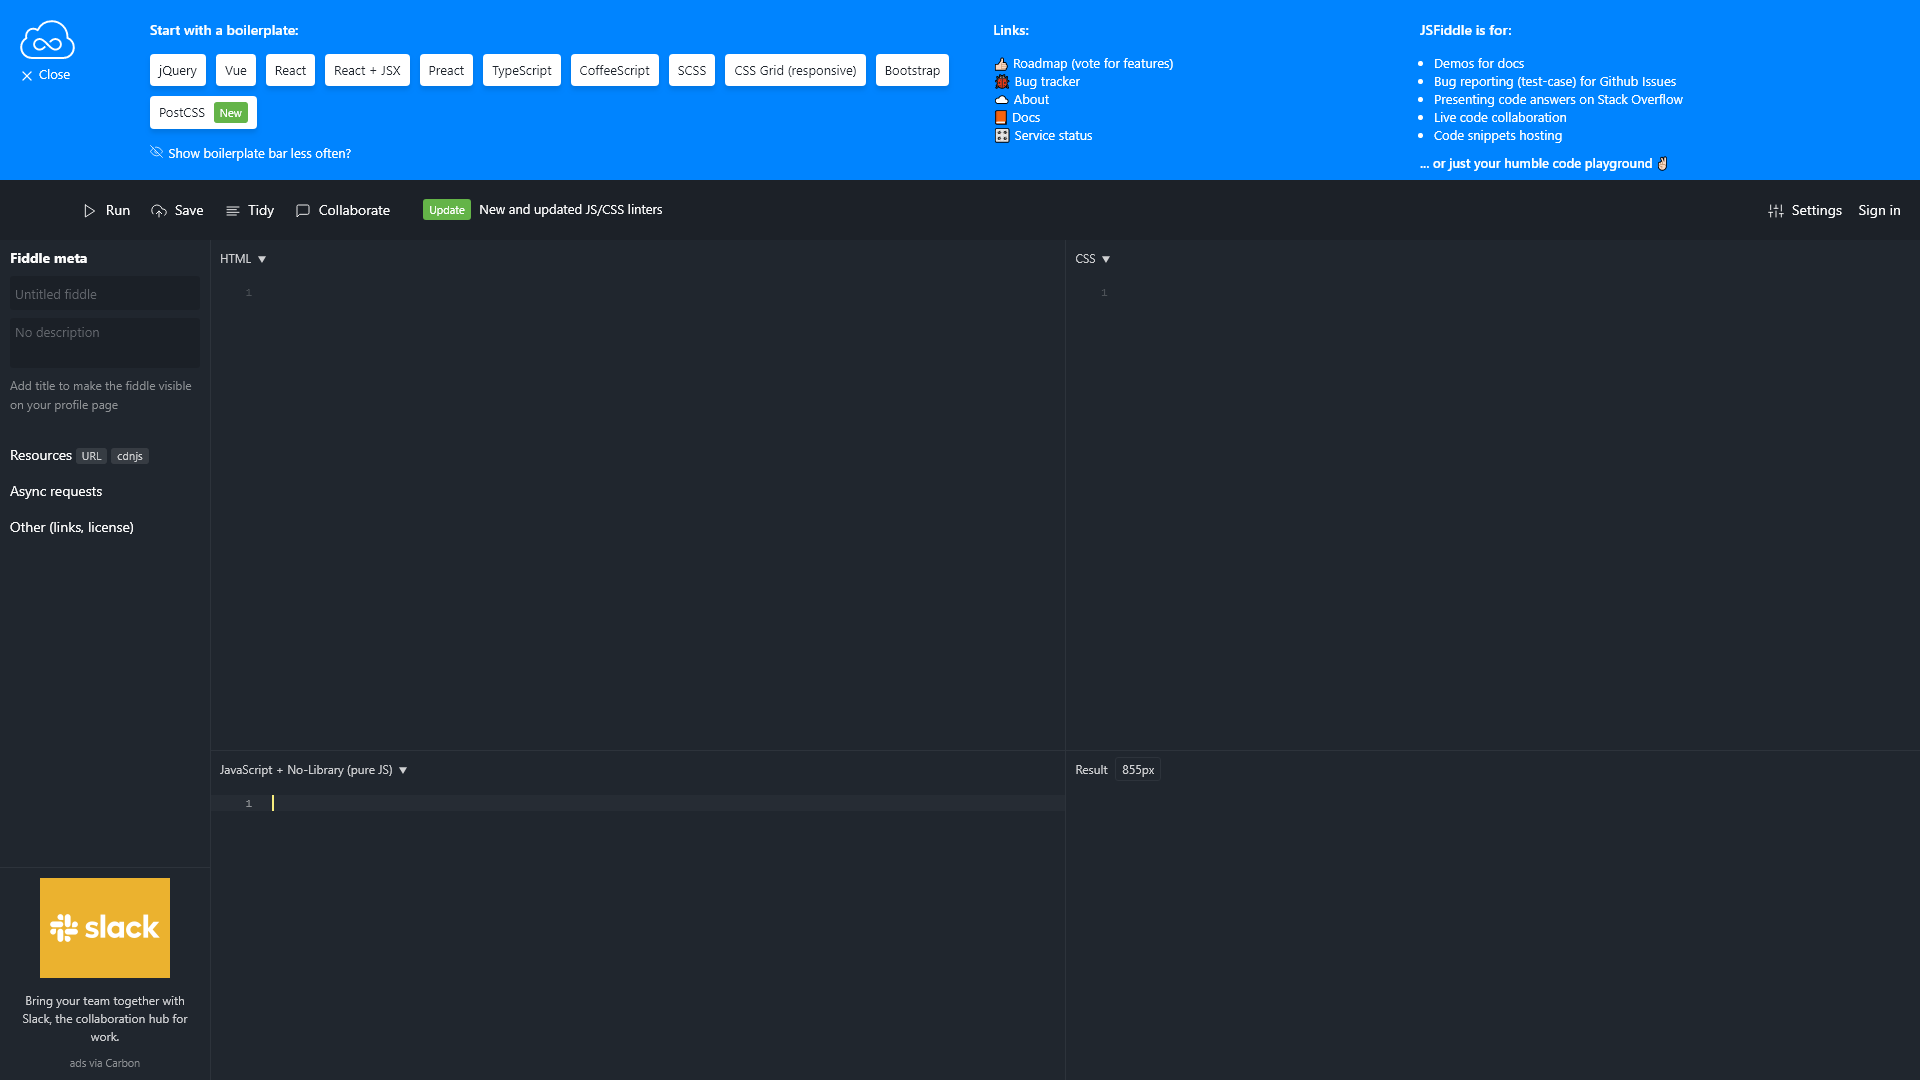 Close
Start with a boilerplate:
jQuery
Vue
React
React + JSX
Preact
TypeScript
CoffeeScript
SCSS
CSS Grid (responsive)
Bootstrap
PostCSS New
Show boilerplate bar less often?
Links:
Roadmap (vote for features)
Bug tracker
About
Docs
Service status
JSFiddle is for:
Demos for docs
Bug reporting (test-case) for Github Issues
Presenting code answers on Stack Overflow
Live code collaboration
Code snippets hosting
... or just your humble code playground ✌
Run
Save
Tidy
Collaborate
Update New and updated JS/CSS linters
Settings
Sign in
Fiddle meta
Untitled fiddle
No description
Add title to make the fiddle visible
on your profile page
Resources URL cdnjs
Async requests
Other (links, license)
slack
Bring your team together with
Slack, the collaboration hub for
work.
ads via Carbon
HTML ▼
1
CSS ▼
1
JavaScript + No-Library (pure JS) ▼
1
Result 855px